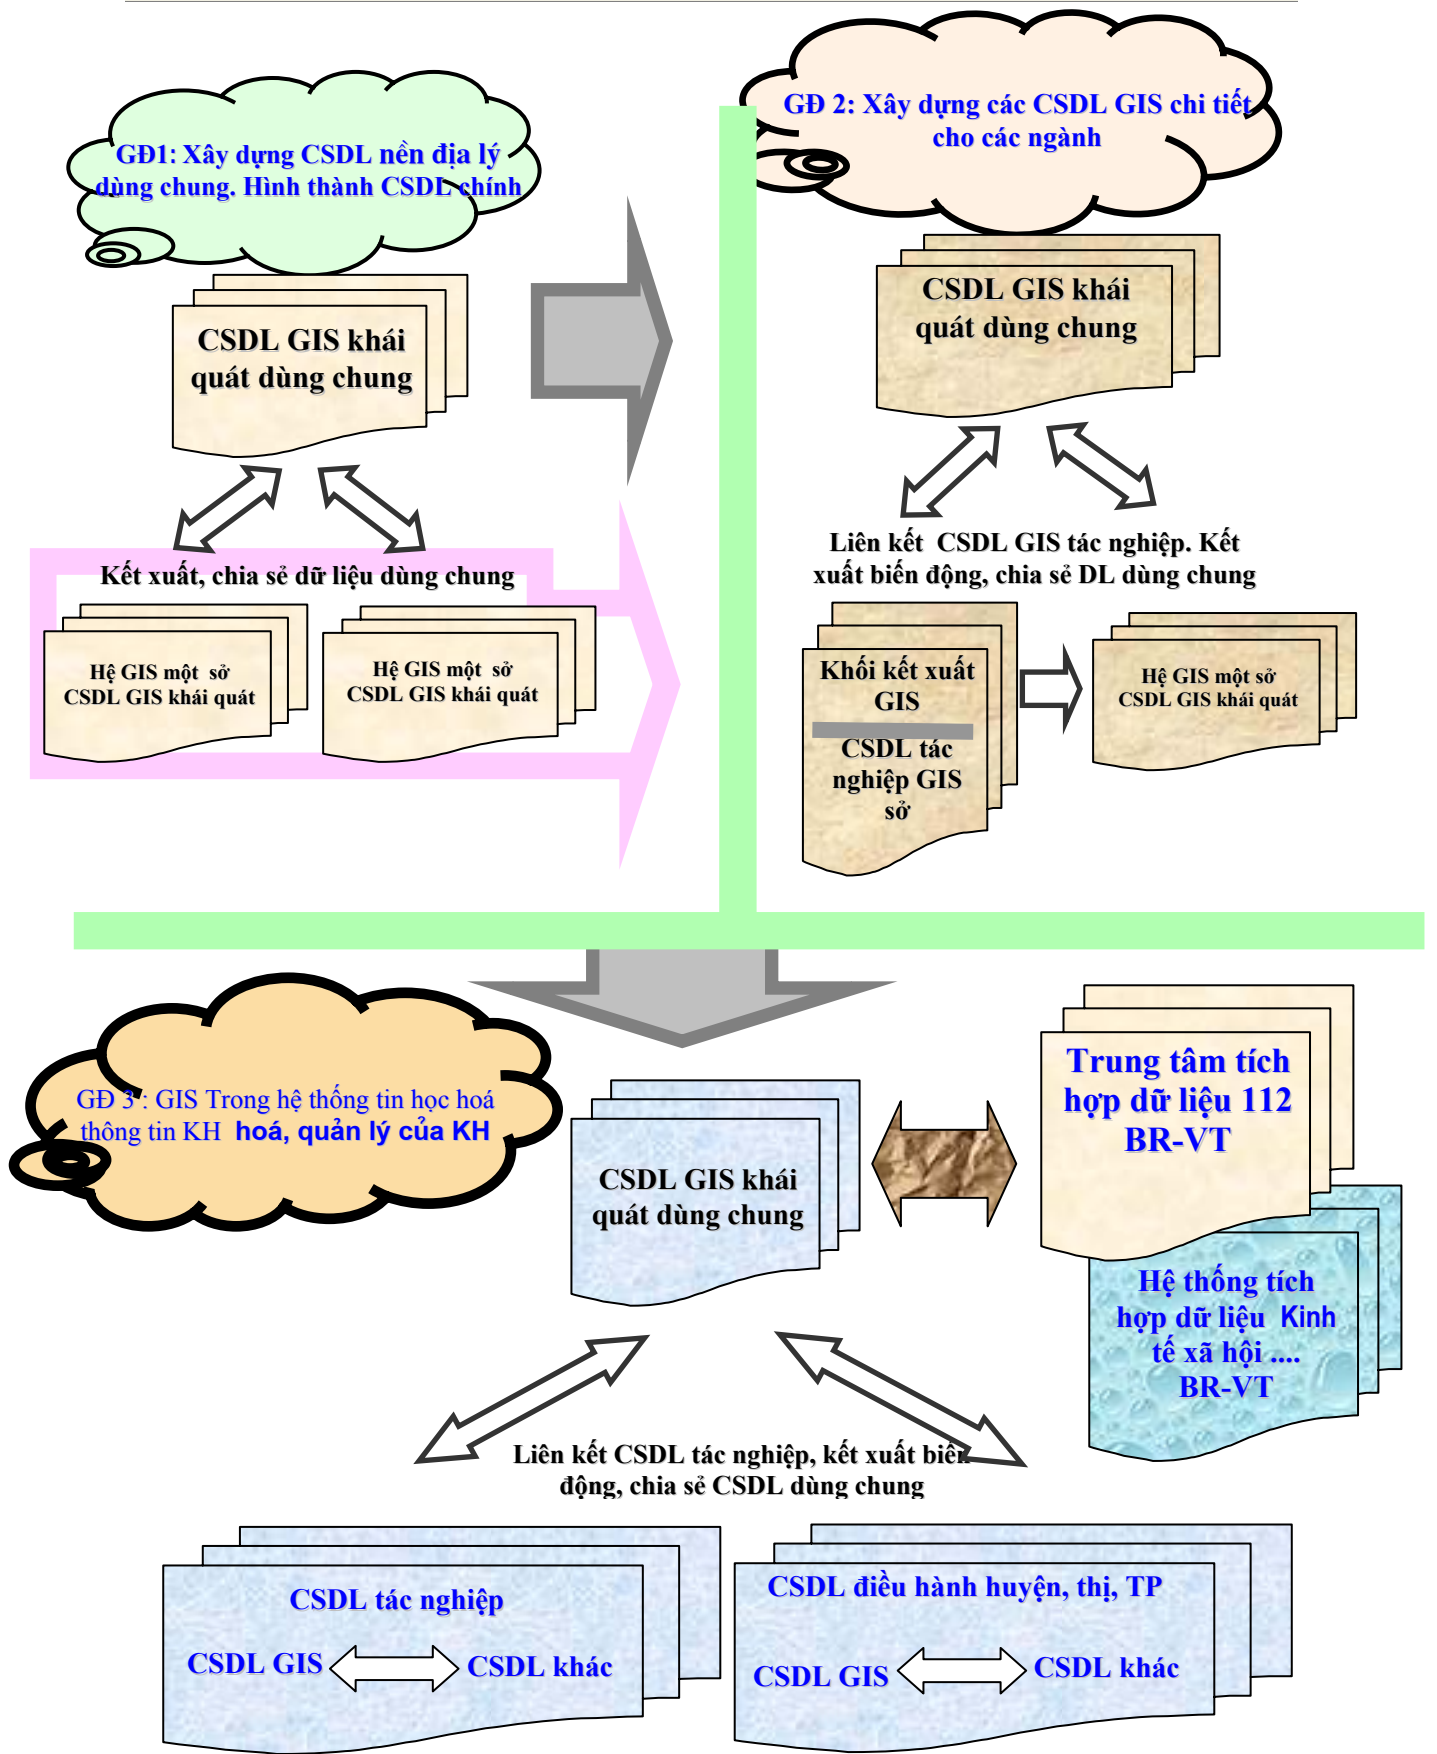 GĐ1: Xây dựng CSDL nền địa lý
dùng chung. Hình thành CSDL chính
CSDL GIS khái
quát dùng chung
Kết xuất, chia sẻ dữ liệu dùng chung
Hệ GIS một sở
CSDL GIS khái quát
Hệ GIS một sở
CSDL GIS khái quát
GĐ 2: Xây dựng các CSDL GIS chi tiết
cho các ngành
CSDL GIS khái
quát dùng chung
Liên kết CSDL GIS tác nghiệp. Kết
xuất biến động, chia sẻ DL dùng chung
Khối kết xuất
GIS
CSDL tác
nghiệp GIS
sở
Hệ GIS một sở
CSDL GIS khái quát
GĐ 3 : GIS Trong hệ thống tin học hoá
thông tin KH hoá, quản lý của KH
CSDL GIS khái
quát dùng chung
Trung tâm tích
hợp dữ liệu 112
BR-VT
Hệ thống tích
hợp dữ liệu Kinh
tế xã hội ....
BR-VT
Liên kết CSDL tác nghiệp, kết xuất biến
động, chia sẻ CSDL dùng chung
CSDL tác nghiệp
CSDL GIS CSDL khác
CSDL điều hành huyện, thị, TP
CSDL GIS CSDL khác